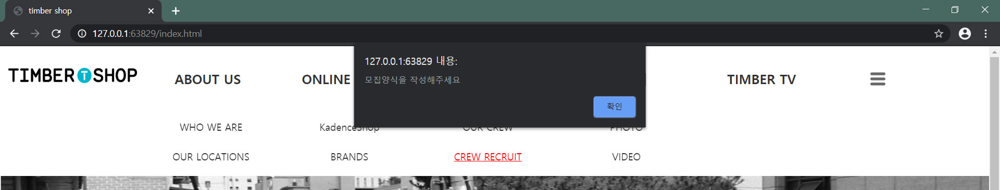 timber shop
127.0.0.1:63829/index.html
127.0.0.1:63829 내용:
모집양식을 작성해주세요
확인
TIMBER T SHOP
ABOUT US
ONLINE
TIMBER TV
WHO WE ARE
KadenceShop
OUR CREW
PHOTO
OUR LOCATIONS
BRANDS
CREW RECRUIT
VIDEO